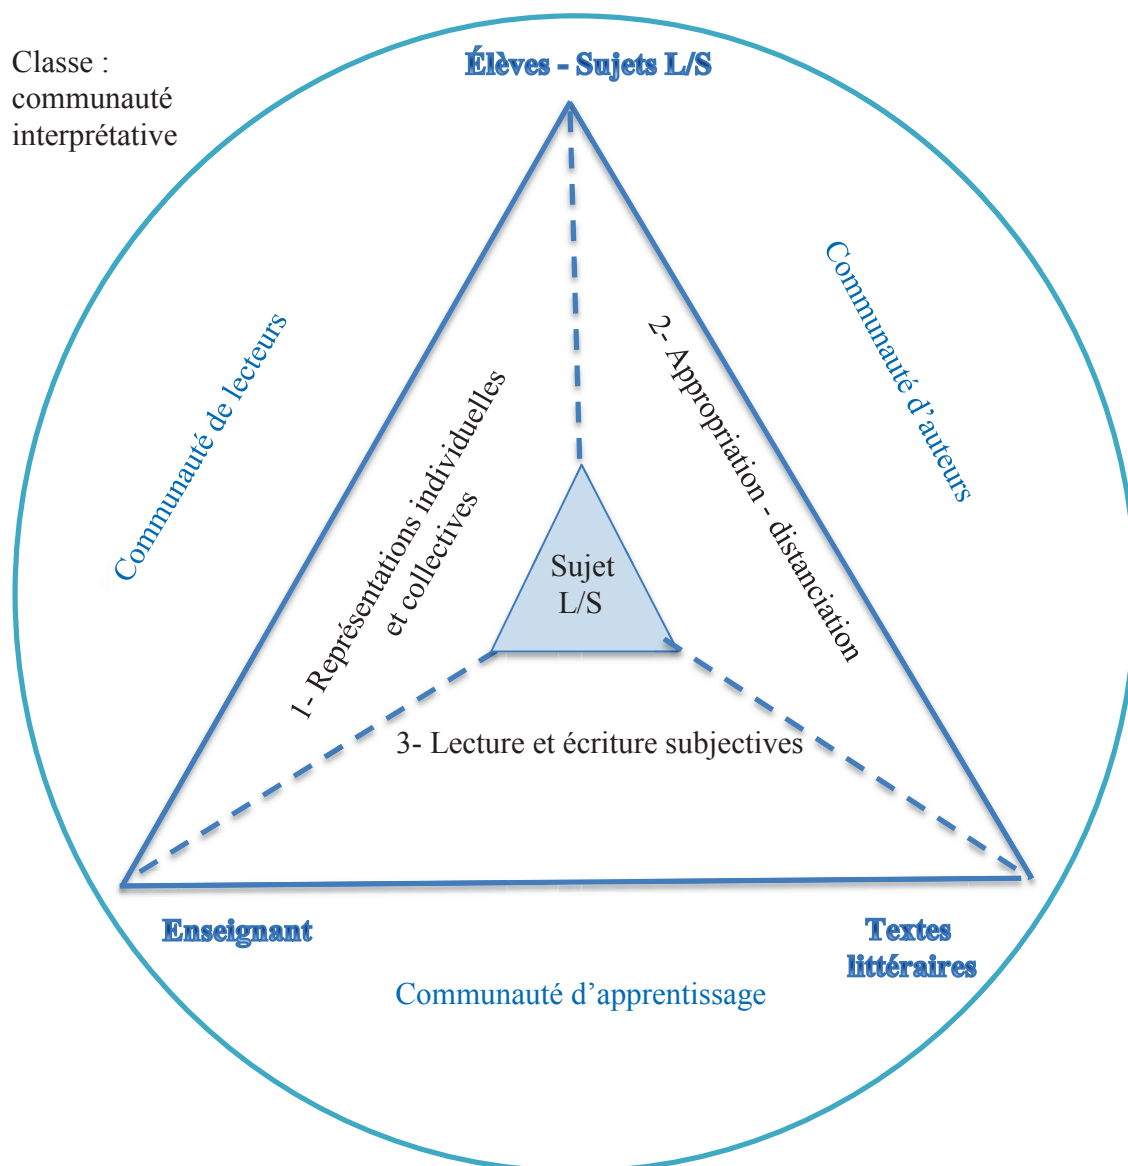 Classe :
communauté
interprétative
Élèves - Sujets L/S
Communauté de lecteurs
Communauté d'auteurs
1- Représentations individuelles
et collectives
2- Appropriation - distanciation
Sujet
L/S
3- Lecture et écriture subjectives
Enseignant
Textes
littéraires
Communauté d'apprentissage